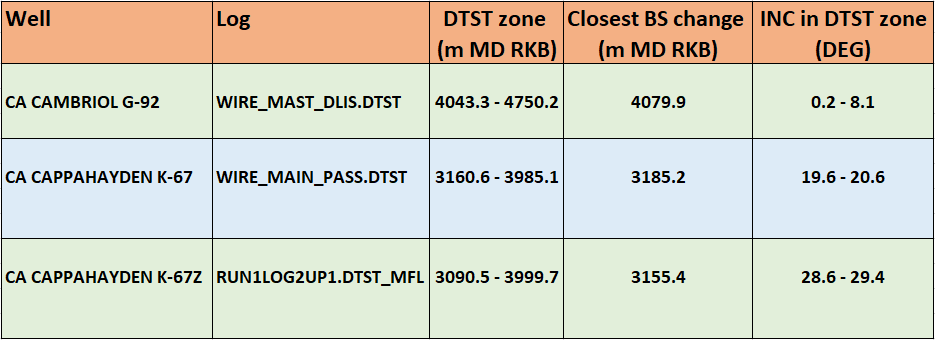 Well Log DTST zone Closest BS change INC in DTST zone
(m MD RKB) (m MD RKB) (DEG)
CA CAMBRIOL G-92 WIRE_MAST_DLIS.DTST 4043.3 - 4750.2 4079.9 0.2 - 8.1
CA CAPPAHAYDEN K-67 WIRE_MAIN_PASS.DTST 3160.6 - 3985.1 3185.2 19.6 - 20.6
CA CAPPAHAYDEN K-67Z RUN1LOG2UP1.DTST_MFL 3090.5 - 3999.7 3155.4 28.6 - 29.4